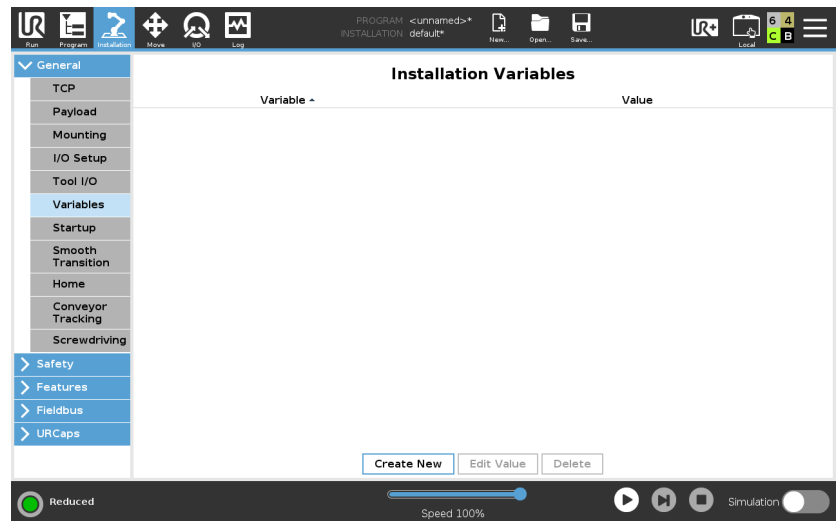 UR
Run
Program
Installation
Move
I/O
Log
PROGRAM <unnamed>*
INSTALLATION default*
New...
Open...
Save...
UR+
Local
6 4
C B
General
TCP
Payload
Mounting
I/O Setup
Tool I/O
Variables
Startup
Smooth
Transition
Home
Conveyor
Tracking
Screwdriving
Safety
Features
Fieldbus
URCaps
Installation Variables
Variable Value
Create New Edit Value Delete
Reduced
Speed 100%
Simulation